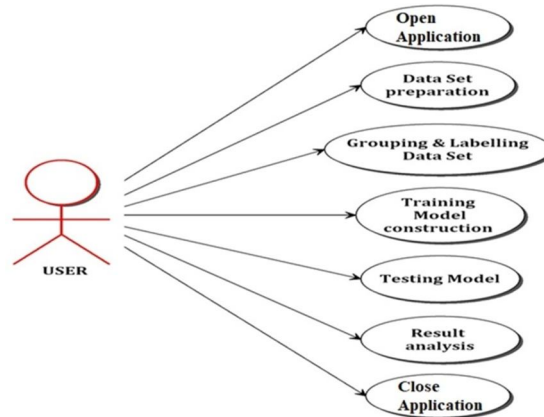 Open
Application
Data Set
preparation
Grouping & Labelling
Data Set
Training
Model
construction
USER
Testing Model
Result
analysis
Close
Application